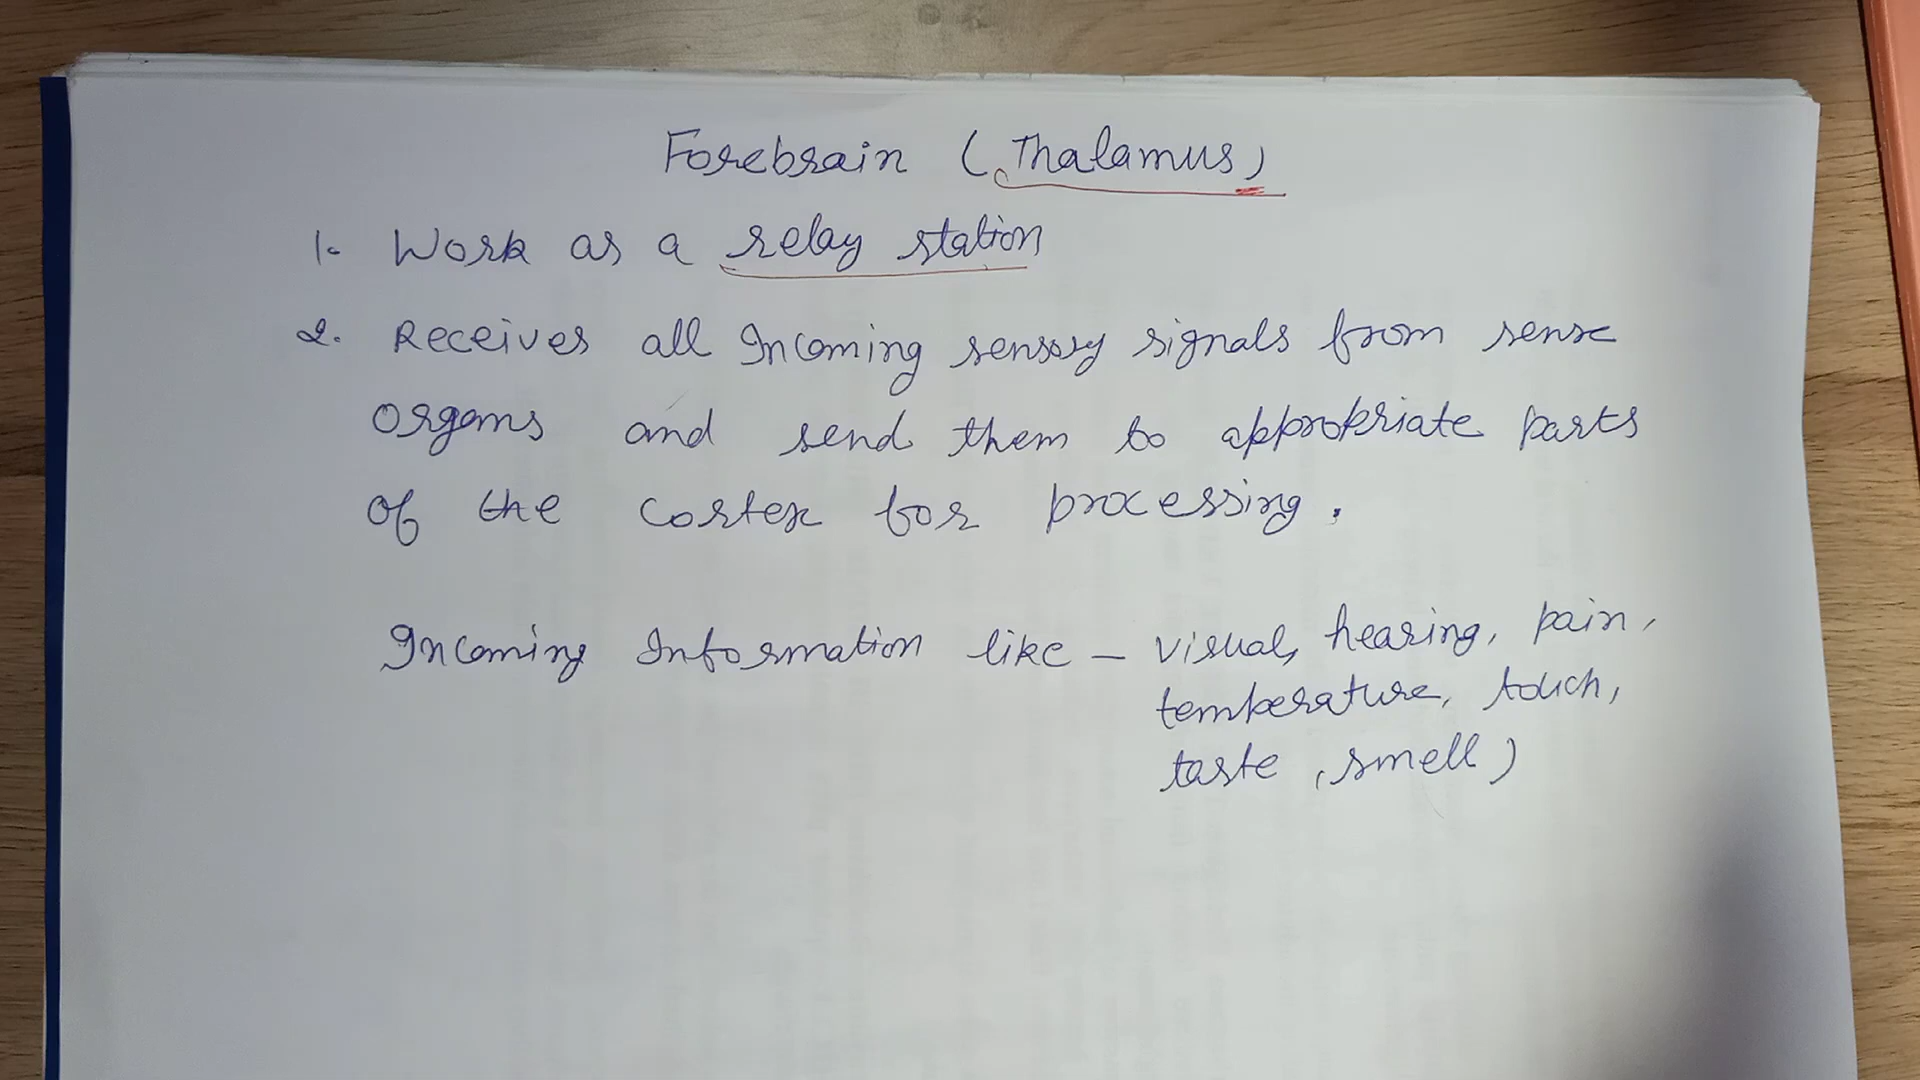 Forebrain (Thalamus)
1. Work as a relay station
2. Receives all Incoming sensory signals from sense
organs and send them to appropriate parts
of the cortex for processing.
Incoming Information like - visual, hearing, pain,
temperature, touch,
taste, smell)